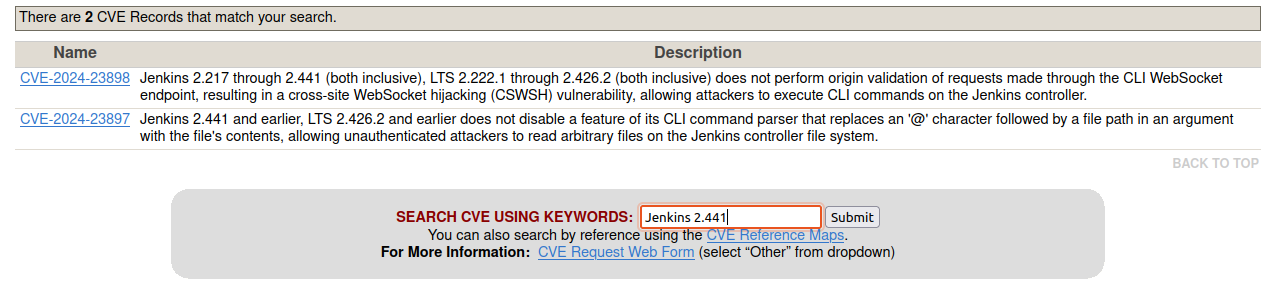 There are 2 CVE Records that match your search.
Name Description
CVE-2024-23898 Jenkins 2.217 through 2.441 (both inclusive), LTS 2.222.1 through 2.426.2 (both inclusive) does not perform origin validation of requests made through the CLI WebSocket
endpoint, resulting in a cross-site WebSocket hijacking (CSWSH) vulnerability, allowing attackers to execute CLI commands on the Jenkins controller.
CVE-2024-23897 Jenkins 2.441 and earlier, LTS 2.426.2 and earlier does not disable a feature of its CLI command parser that replaces an '@' character followed by a file path in an argument
with the file's contents, allowing unauthenticated attackers to read arbitrary files on the Jenkins controller file system.
BACK TO TOP
SEARCH CVE USING KEYWORDS: Jenkins 2.441 Submit
You can also search by reference using the CVE Reference Maps.
For More Information: CVE Request Web Form (select “Other” from dropdown)